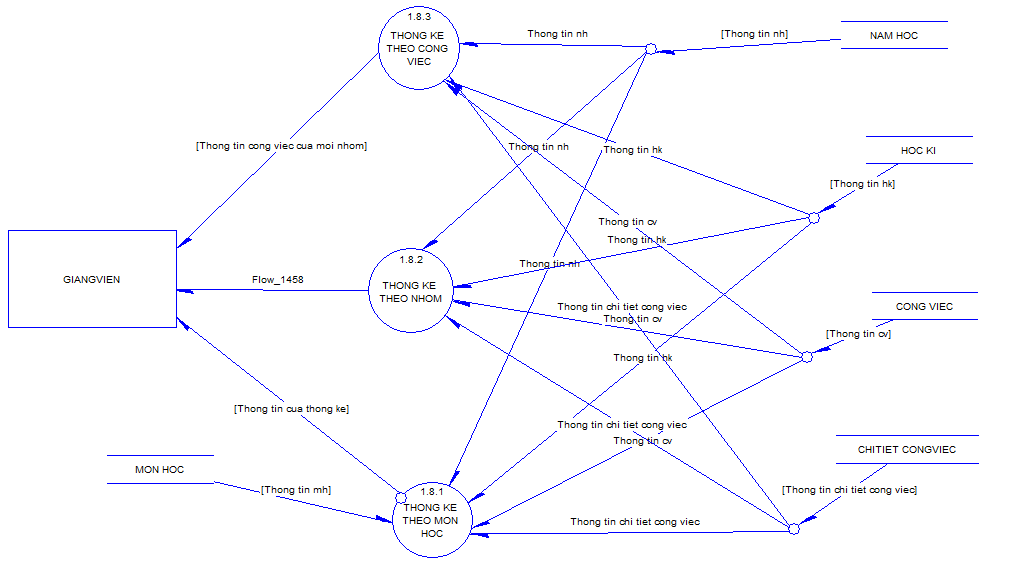 1.8.3
THONG KE
THEO CONG
VIEC
Thong tin nh
[Thong tin nh]
NAM HOC
[Thong tin cong viec cua moi nhom]
Thong tin nh
Thong tin hk
HOC KI
[Thong tin hk]
Thong tin cv
Thong tin hk
1.8.2
THONG KE
THEO NHOM
Thong tin nh
GIANGVIEN
Flow_1458
Thong tin chi tiet cong viec
Thong tin cv
CONG VIEC
[Thong tin cv]
Thong tin hk
[Thong tin cua thong ke]
Thong tin chi tiet cong viec
Thong tin cv
CHITIET CONGVIEC
MON HOC
[Thong tin mh]
[Thong tin chi tiet cong viec]
1.8.1
THONG KE
THEO MON
HOC
Thong tin chi tiet cong viec